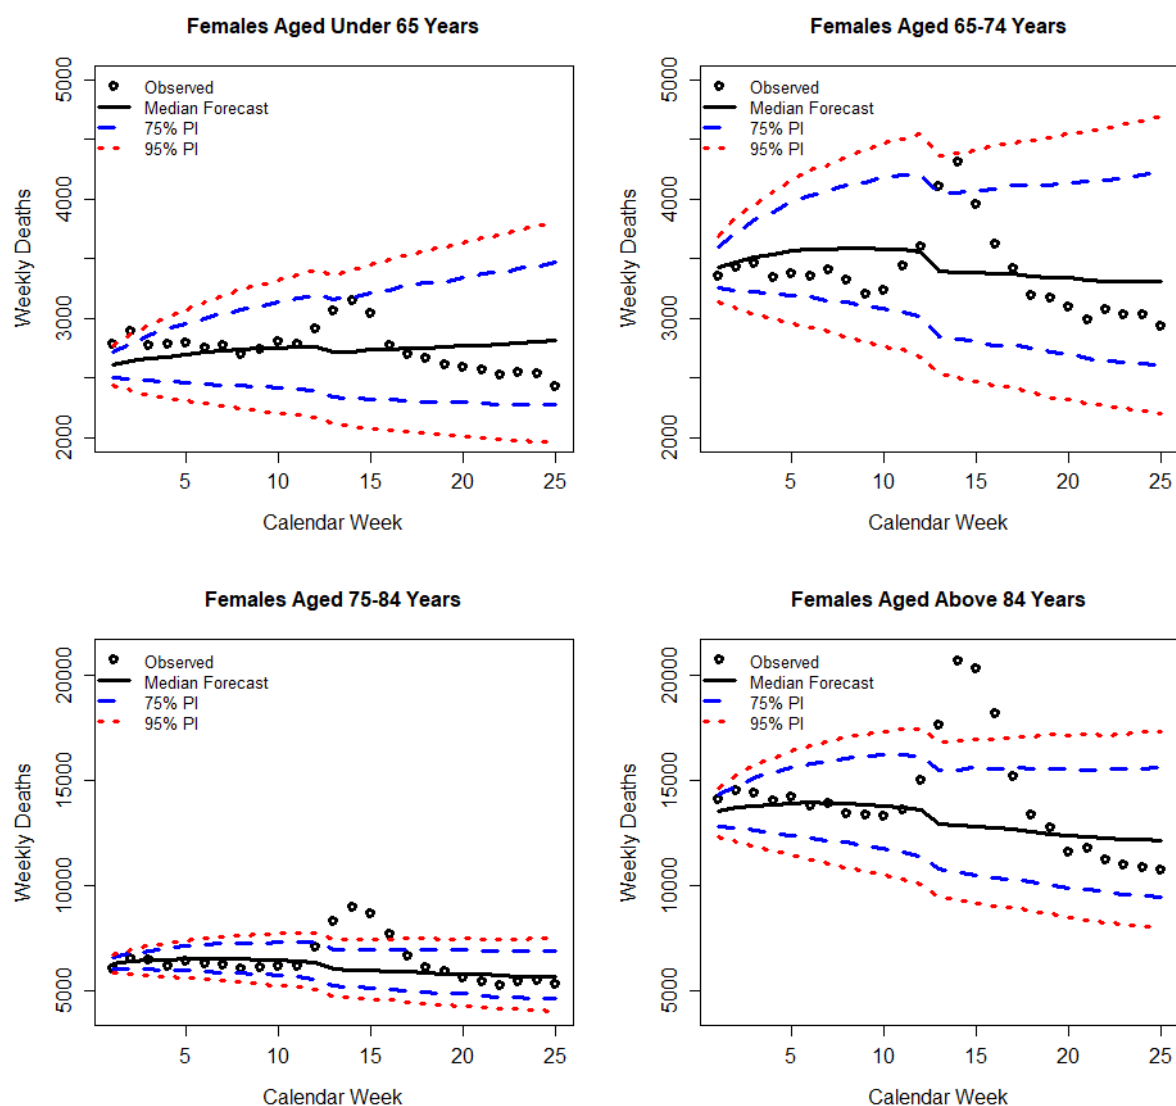 Females Aged Under 65 Years
Weekly Deaths
5000
4000
3000
2000
Observed
Median Forecast
75% PI
95% PI
5 10 15 20 25
Calendar Week
Females Aged 65-74 Years
Weekly Deaths
5000
4000
3000
2000
Observed
Median Forecast
75% PI
95% PI
5 10 15 20 25
Calendar Week
Females Aged 75-84 Years
Weekly Deaths
20000
15000
10000
5000
Observed
Median Forecast
75% PI
95% PI
5 10 15 20 25
Calendar Week
Females Aged Above 84 Years
Weekly Deaths
20000
15000
10000
5000
Observed
Median Forecast
75% PI
95% PI
5 10 15 20 25
Calendar Week